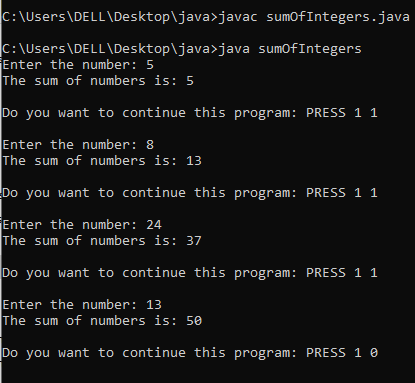 C:\Users\DELL\Desktop\java>javac sumOfIntegers.java
C:\Users\DELL\Desktop\java>java sumOfIntegers
Enter the number: 5
The sum of numbers is: 5
Do you want to continue this program: PRESS 1 1
Enter the number: 8
The sum of numbers is: 13
Do you want to continue this program: PRESS 1 1
Enter the number: 24
The sum of numbers is: 37
Do you want to continue this program: PRESS 1 1
Enter the number: 13
The sum of numbers is: 50
Do you want to continue this program: PRESS 1 0